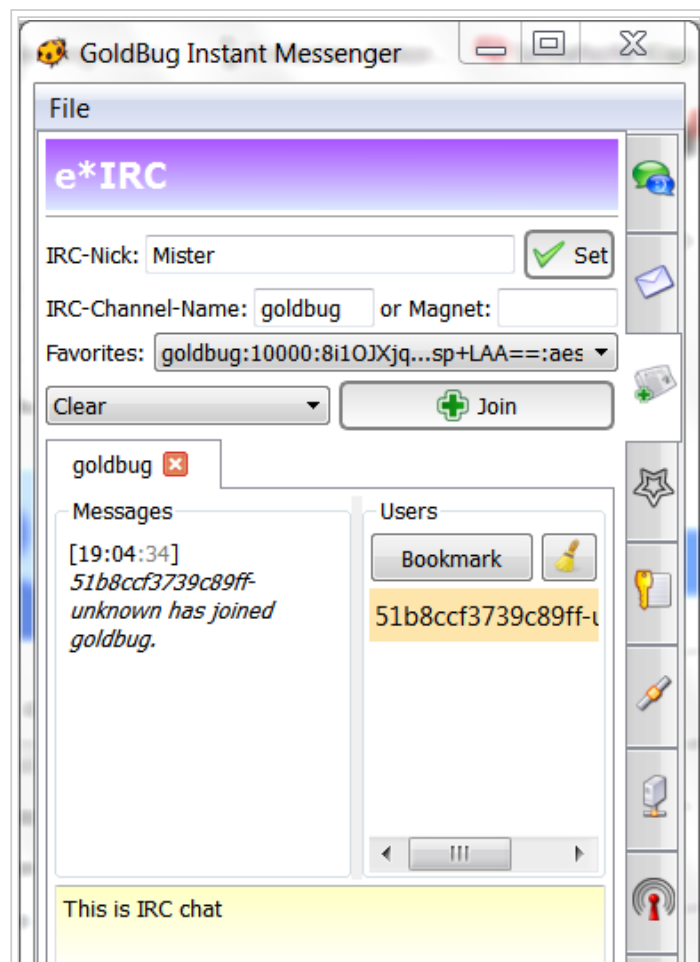 GoldBug Instant Messenger
File
e*IRC
IRC-Nick: Mister Set
IRC-Channel-Name: goldbug or Magnet:
Favorites: goldbug:10000:8i1OJXjq...sp+LAA==:aes
Clear Join
goldbug
Messages
[19:04:34]
51b8ccf3739c89ff-
unknown has joined
goldbug.
Users
Bookmark
51b8ccf3739c89ff-u
This is IRC chat